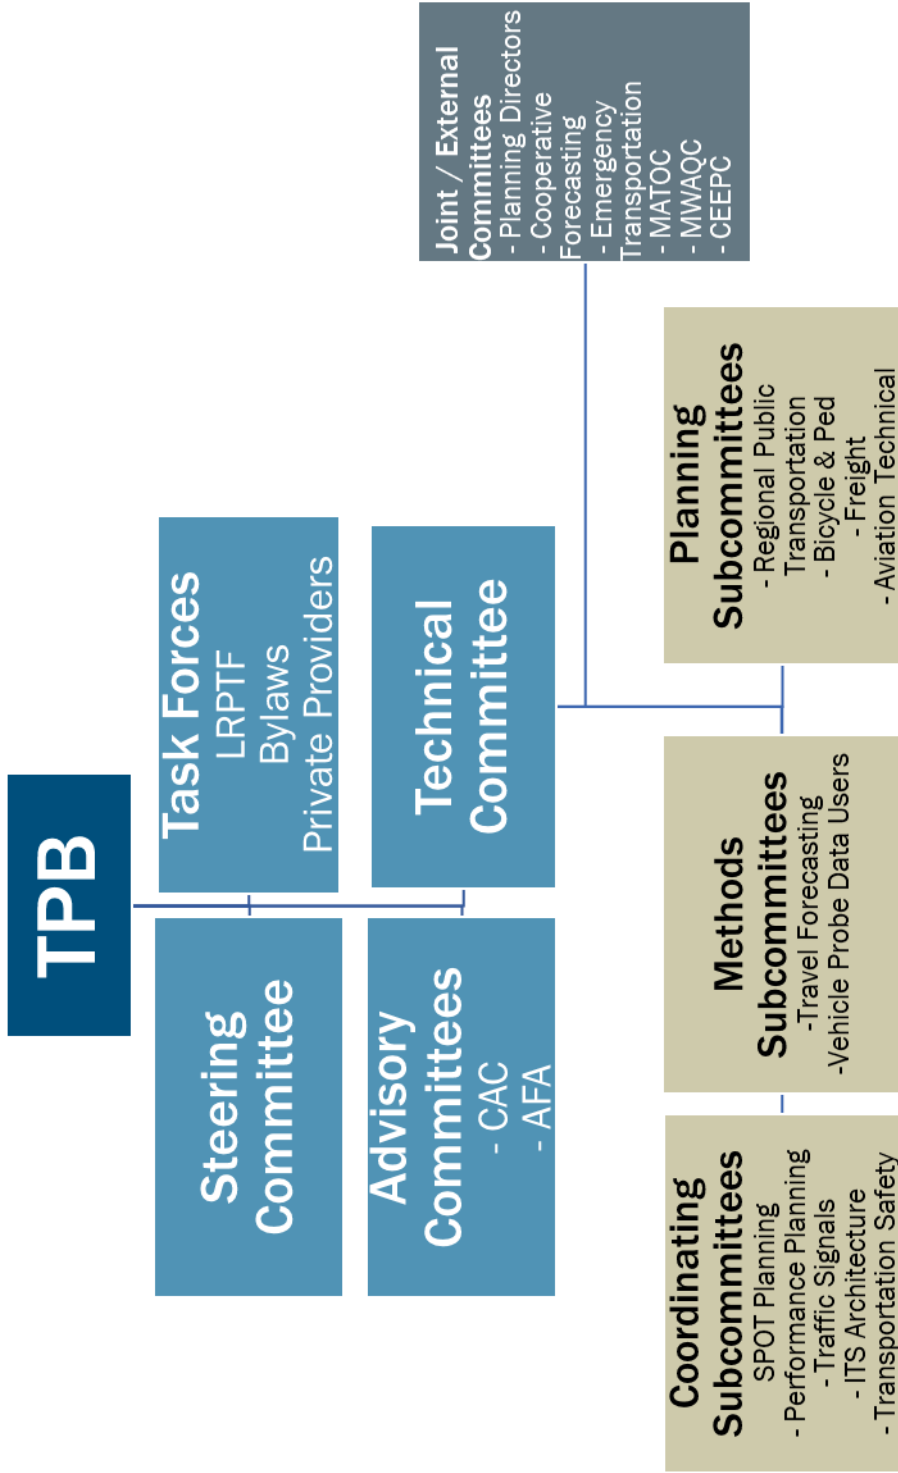 TPB
Steering
Committee
Task Forces
LRPTF
Bylaws
Private Providers
Advisory
Committees
- CAC
- AFA
Technical
Committee
Joint / External
Committees
- Planning Directors
- Cooperative
Forecasting
- Emergency
Transportation
- MATOC
- MWAQC
- CEEPC
Coordinating
Subcommittees
SPOT Planning
- Performance Planning
- Traffic Signals
- ITS Architecture
- Transportation Safety
Methods
Subcommittees
-Travel Forecasting
-Vehicle Probe Data Users
Planning
Subcommittees
- Regional Public
Transportation
- Bicycle & Ped
- Freight
- Aviation Technical